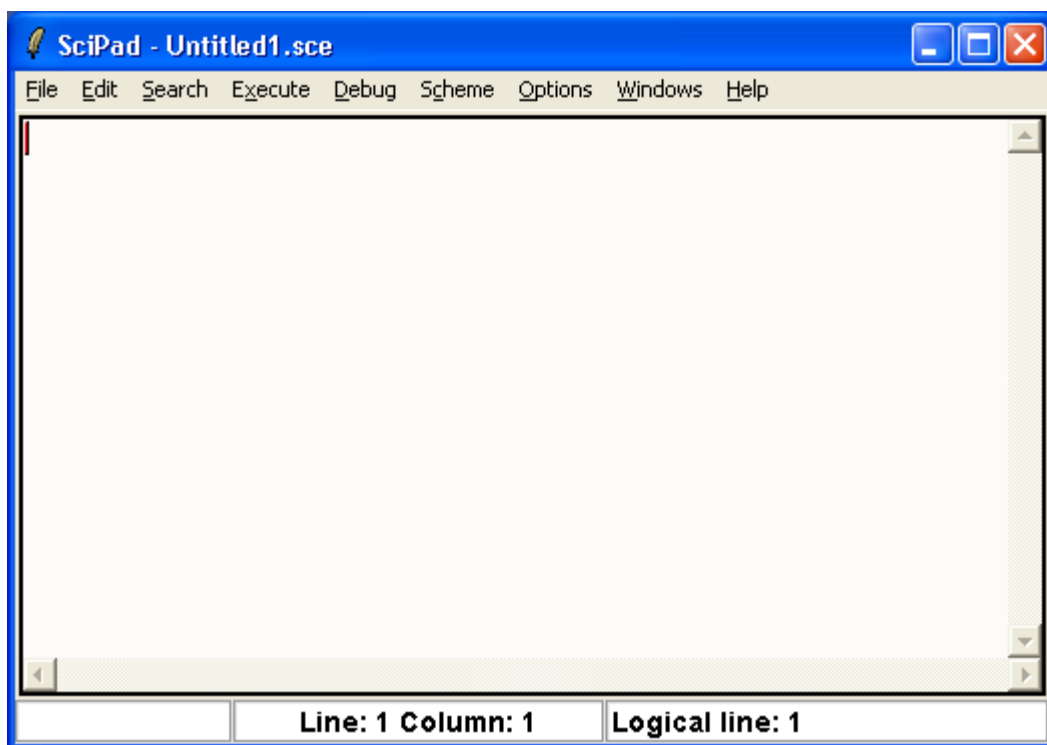 SciPad - Untitled1.sce
File Edit Search Execute Debug Scheme Options Windows Help
Line: 1 Column: 1 Logical line: 1